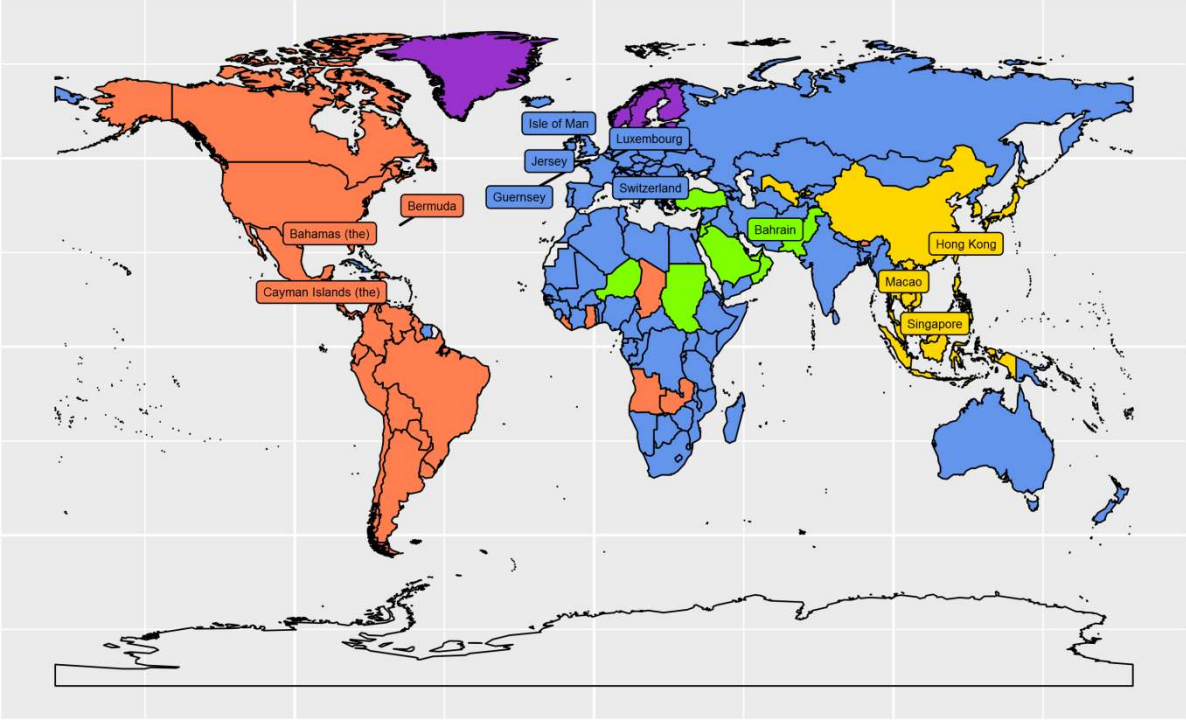 Isle of Man
Luxembourg
Jersey
Switzerland
Guernsey
Bermuda
Bahamas (the)
Bahrain
Hong Kong
Macao
Cayman Islands (the)
Singapore